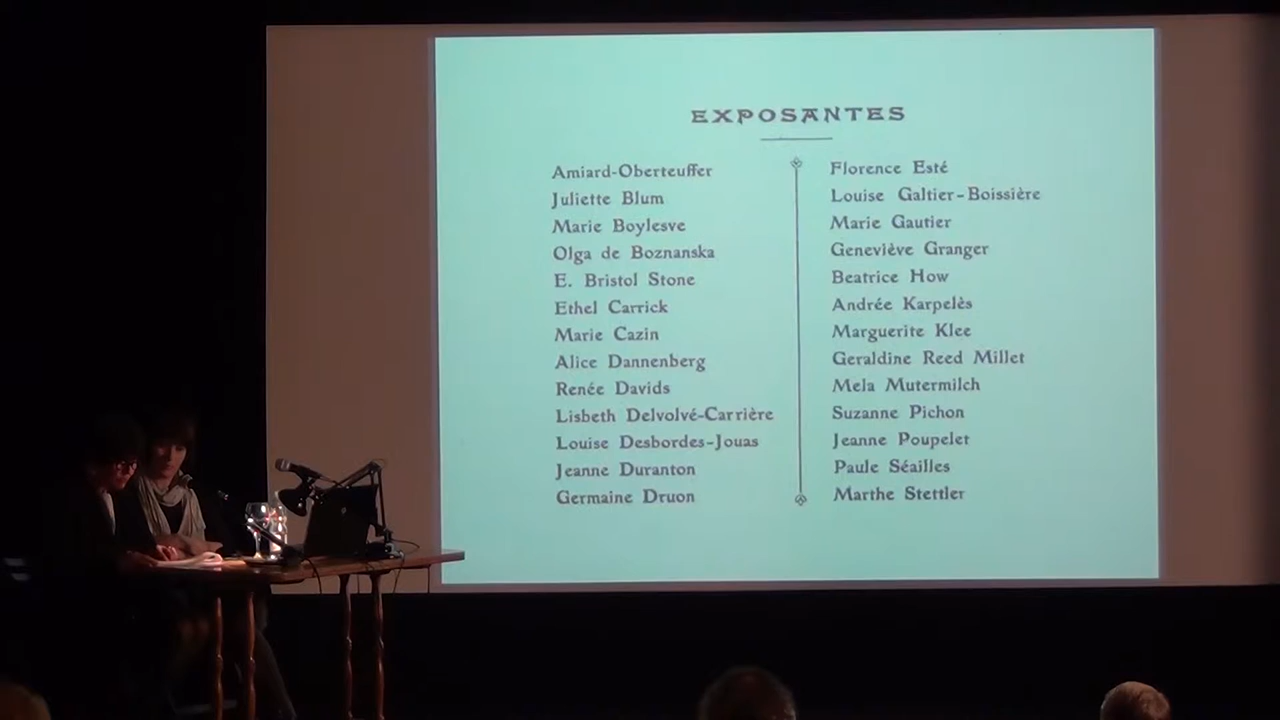 EXPOSANTES
Amiard-Oberteuffer
Juliette Blum
Marie Boylesve
Olga de Boznanska
E. Bristol Stone
Ethel Carrick
Marie Cazin
Alice Dannenberg
Renée Davids
Lisbeth Delvolvé-Carrière
Louise Desbordes-Jouas
Jeanne Duranton
Germaine Druon
Florence Esté
Louise Galtier-Boissière
Marie Gautier
Geneviève Granger
Beatrice How
Andrée Karpelès
Marguerite Klee
Geraldine Reed Millet
Mela Mutermilch
Suzanne Pichon
Jeanne Poupelet
Paule Séailles
Marthe Stettler